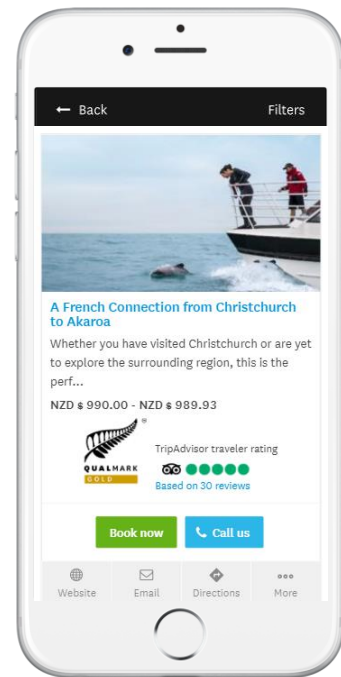 ← Back Filters
A French Connection from Christchurch
to Akaroa
Whether you have visited Christchurch or are yet
to explore the surrounding region, this is the
perf...
NZD $ 990.00 - NZD $ 989.93
®
QUALMARK
GOLD
TripAdvisor traveler rating
Based on 30 reviews
Book now Call us
Website Email Directions More